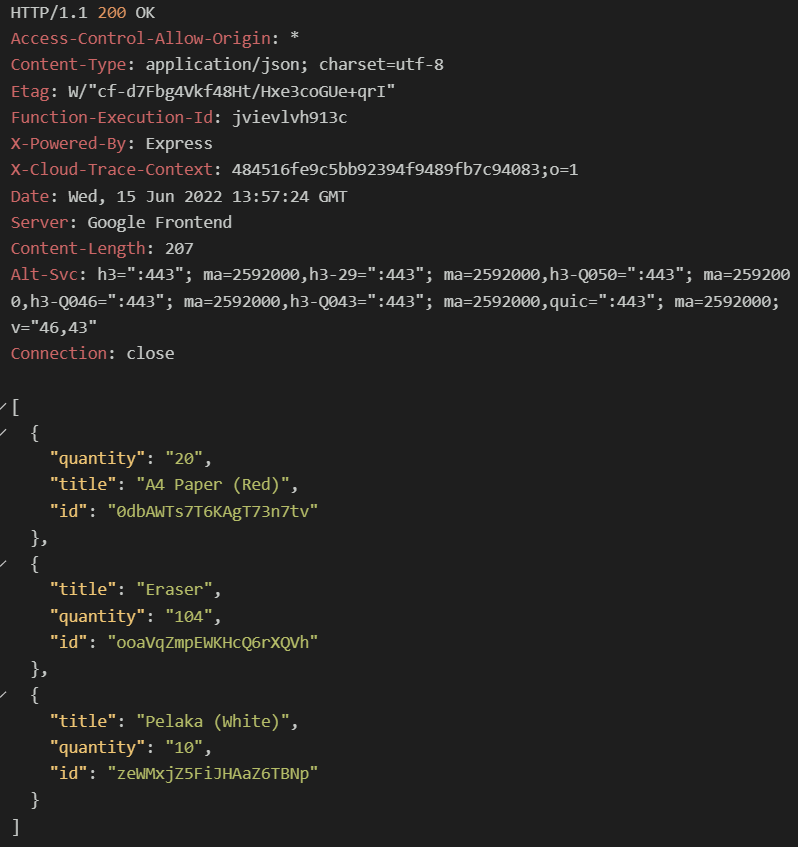 HTTP/1.1 200 OK
Access-Control-Allow-Origin: *
Content-Type: application/json; charset=utf-8
Etag: W/"cf-d7Fbg4Vkf48Ht/Hxe3coGUe+qrI"
Function-Execution-Id: jvievlvh913c
X-Powered-By: Express
X-Cloud-Trace-Context: 484516fe9c5bb92394f9489fb7c94083;o=1
Date: Wed, 15 Jun 2022 13:57:24 GMT
Server: Google Frontend
Content-Length: 207
Alt-Svc: h3=":443"; ma=2592000,h3-29=":443"; ma=2592000,h3-Q050=":443"; ma=259200
0,h3-Q046=":443"; ma=2592000,h3-Q043=":443"; ma=2592000,quic=":443"; ma=2592000;
v="46,43"
Connection: close

[
  {
    "quantity": "20",
    "title": "A4 Paper (Red)",
    "id": "0dbAWTs7T6KAgT73n7tv"
  },
  {
    "title": "Eraser",
    "quantity": "104",
    "id": "ooaVqZmpEWKHcQ6rXQVh"
  },
  {
    "title": "Pelaka (White)",
    "quantity": "10",
    "id": "zeWMxjZ5FiJHAaZ6TBNp"
  }
]